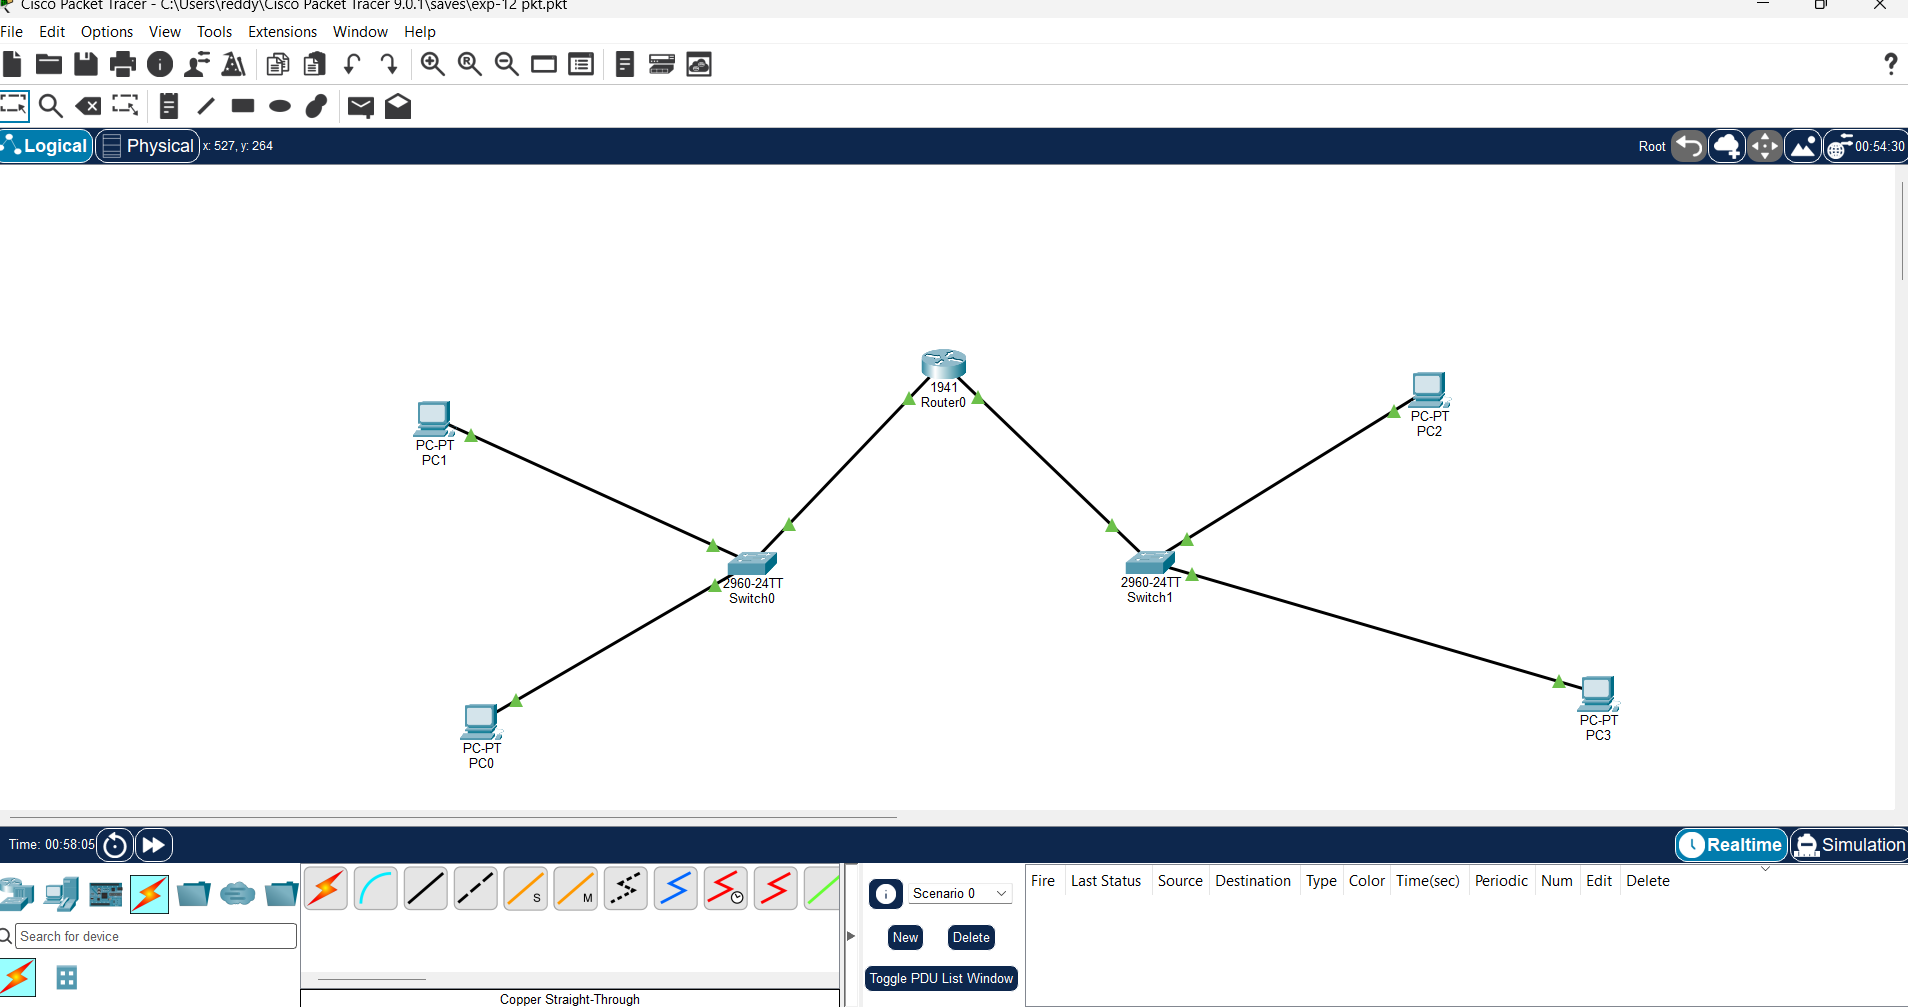 Cisco Packet Tracer - C:\Users\reddy\Cisco Packet Tracer 9.0.1\saves\exp-12 pkt.pkt
File Edit Options View Tools Extensions Window Help
Logical Physical x: 527, y: 264 Root 00:54:30
1941
Router0
PC-PT
PC1
PC-PT
PC2
2960-24TT
Switch0
2960-24TT
Switch1
PC-PT
PC0
PC-PT
PC3
Time: 00:58:05 Realtime Simulation
S M
Search for device
Copper Straight-Through
Scenario 0
New Delete
Toggle PDU List Window
Fire Last Status Source Destination Type Color Time(sec) Periodic Num Edit Delete